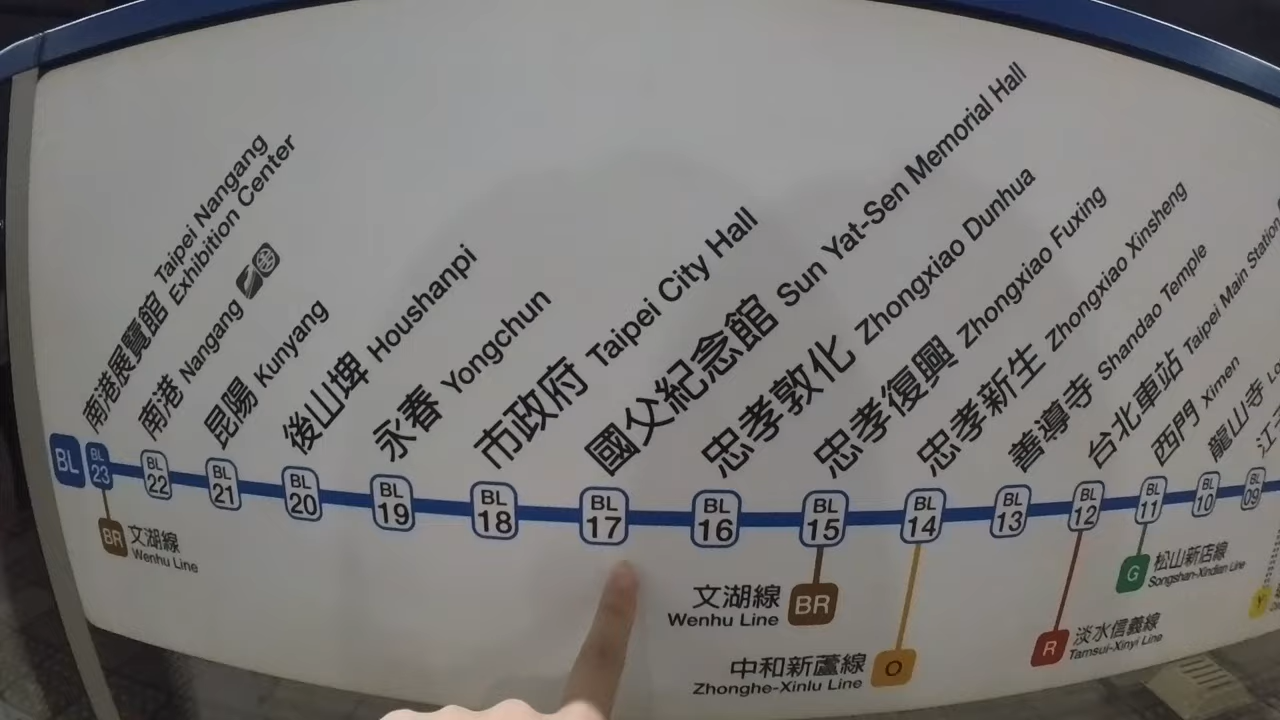 南港展覽館 Taipei Nangang
Exhibition Center
南港 Nangang
昆陽 Kunyang
後山埤 Houshanpi
永春 Yongchun
市政府 Taipei City Hall
國父紀念館 Sun Yat-Sen Memorial Hall
忠孝敦化 Zhongxiao Dunhua
忠孝復興 Zhongxiao Fuxing
忠孝新生 Zhongxiao Xinsheng
善導寺 Shandao Temple
台北車站 Taipei Main Station
西門 Ximen
龍山寺
BL
BL 23
BL 22
BL 21
BL 20
BL 19
BL 18
BL 17
BL 16
BL 15
BL 14
BL 13
BL 12
BL 11
BL 10
BL 09
BR 文湖線
Wenhu Line
文湖線 BR
Wenhu Line
中和新蘆線 O
Zhonghe-Xinlu Line
R 淡水信義線
Tamsui-Xinyi Line
G 松山新店線
Songshan-Xindian Line
Y